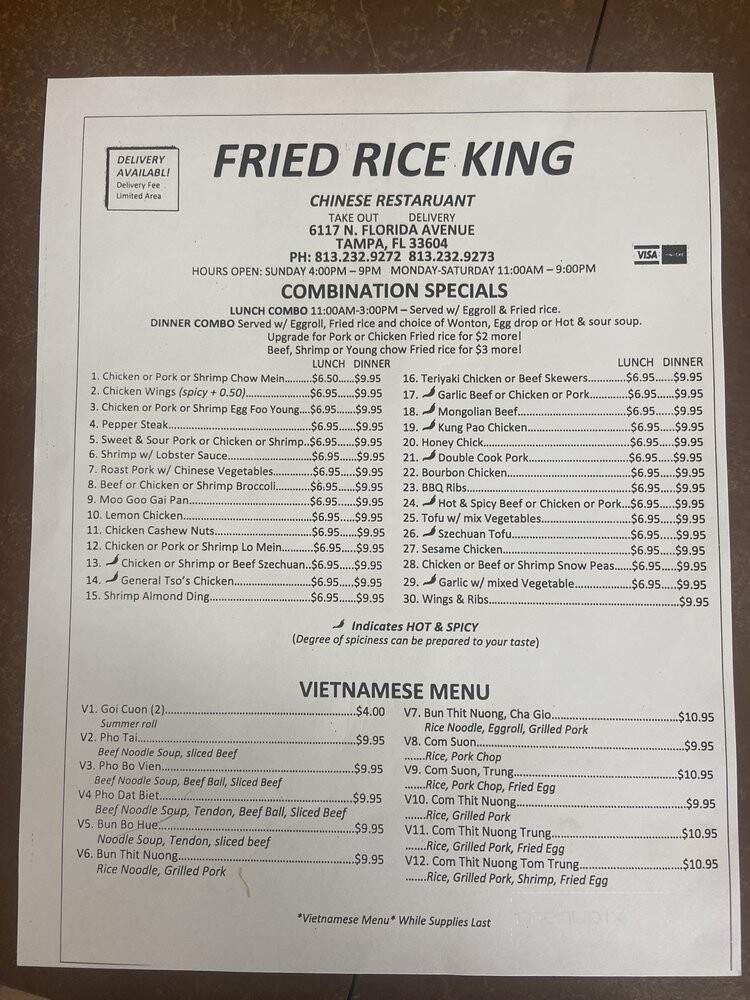 DELIVERY
AVAILABL!
Delivery Fee
Limited Area
FRIED RICE KING
CHINESE RESTARUANT
TAKE OUT DELIVERY
6117 N. FLORIDA AVENUE
TAMPA, FL 33604
PH: 813.232.9272 813.232.9273
VISA
HOURS OPEN: SUNDAY 4:00PM – 9PM MONDAY-SATURDAY 11:00AM – 9:00PM
COMBINATION SPECIALS
LUNCH COMBO 11:00AM-3:00PM – Served w/ Eggroll & Fried rice.
DINNER COMBO Served w/ Eggroll, Fried rice and choice of Wonton, Egg drop or Hot & sour soup.
Upgrade for Pork or Chicken Fried rice for $2 more!
Beef, Shrimp or Young chow Fried rice for $3 more!
LUNCH DINNER
1. Chicken or Pork or Shrimp Chow Mein..........$6.50.....$9.95
2. Chicken Wings (spicy + 0.50)......................$6.95.....$9.95
3. Chicken or Pork or Shrimp Egg Foo Young....$6.95......$9.95
4. Pepper Steak..........................................$6.95.....$9.95
5. Sweet & Sour Pork or Chicken or Shrimp..$6.95.....$9.95
6. Shrimp w/ Lobster Sauce.........................$6.95.....$9.95
7. Roast Pork w/ Chinese Vegetables............$6.95.....$9.95
8. Beef or Chicken or Shrimp Broccoli...........$6.95.....$9.95
9. Moo Goo Gai Pan...................................$6.95.....$9.95
10. Lemon Chicken.....................................$6.95.....$9.95
11. Chicken Cashew Nuts............................$6.95.....$9.95
12. Chicken or Pork or Shrimp Lo Mein..........$6.95.....$9.95
13. Chicken or Shrimp or Beef Szechuan..$6.95.....$9.95
14. General Tso's Chicken.......................$6.95.....$9.95
15. Shrimp Almond Ding..............................$6.95.....$9.95
LUNCH DINNER
16. Teriyaki Chicken or Beef Skewers............$6.95......$9.95
17. Garlic Beef or Chicken or Pork...........$6.95.....$9.95
18. Mongolian Beef................................$6.95.....$9.95
19. Kung Pao Chicken..............................$6.95.....$9.95
20. Honey Chick..........................................$6.95.....$9.95
21. Double Cook Pork..............................$6.95.....$9.95
22. Bourbon Chicken...................................$6.95.....$9.95
23. BBQ Ribs...............................................$6.95.....$9.95
24. Hot & Spicy Beef or Chicken or Pork...$6.95.....$9.95
25. Tofu w/ mix Vegetables..........................$6.95.....$9.95
26. Szechuan Tofu...................................$6.95.....$9.95
27. Sesame Chicken.....................................$6.95.....$9.95
28. Chicken or Beef or Shrimp Snow Peas.....$6.95.....$9.95
29. Garlic w/ mixed Vegetable..................$6.95.....$9.95
30. Wings & Ribs..................................................$9.95
Indicates HOT & SPICY
(Degree of spiciness can be prepared to your taste)
VIETNAMESE MENU
V1. Goi Cuon (2)................................................$4.00
Summer roll
V2. Pho Tai.......................................................$9.95
Beef Noodle Soup, sliced Beef
V3. Pho Bo Vien................................................$9.95
Beef Noodle Soup, Beef Ball, Sliced Beef
V4 Pho Dat Biet.................................................$9.95
Beef Noodle Soup, Tendon, Beef Ball, Sliced Beef
V5. Bun Bo Hue.................................................$9.95
Noodle Soup, Tendon, sliced beef
V6. Bun Thit Nuong............................................$9.95
Rice Noodle, Grilled Pork
V7. Bun Thit Nuong, Cha Gio................................$10.95
Rice Noodle, Eggroll, Grilled Pork
V8. Com Suon.....................................................$9.95
.......Rice, Pork Chop
V9. Com Suon, Trung..........................................$10.95
.......Rice, Pork Chop, Fried Egg
V10. Com Thit Nuong...........................................$9.95
.......Rice, Grilled Pork
V11. Com Thit Nuong Trung.................................$10.95
.......Rice, Grilled Pork, Fried Egg
V12. Com Thit Nuong Tom Trung..........................$10.95
.......Rice, Grilled Pork, Shrimp, Fried Egg
*Vietnamese Menu* While Supplies Last